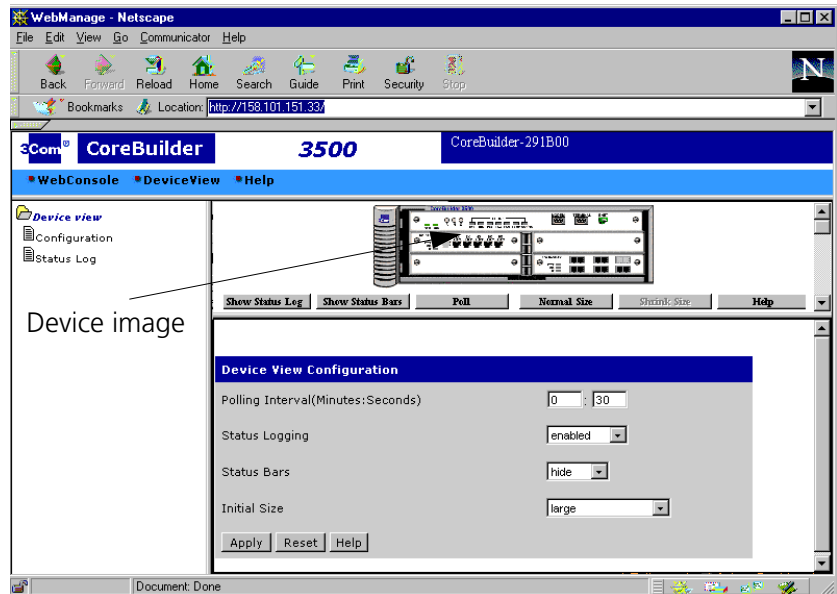 WebManage - Netscape
File Edit View Go Communicator Help
Back Forward Reload Home Search Guide Print Security Stop
N
Bookmarks Location: http://158.101.151.33/
3Com® CoreBuilder 3500 CoreBuilder-291B00
WebConsole DeviceView Help
Device view
Configuration
Status Log
Device image
Show Status Log Show Status Bars Poll Normal Size Shrink Size Help
Device View Configuration
Polling Interval(Minutes:Seconds) 0 : 30
Status Logging enabled
Status Bars hide
Initial Size large
Apply Reset Help
Document: Done